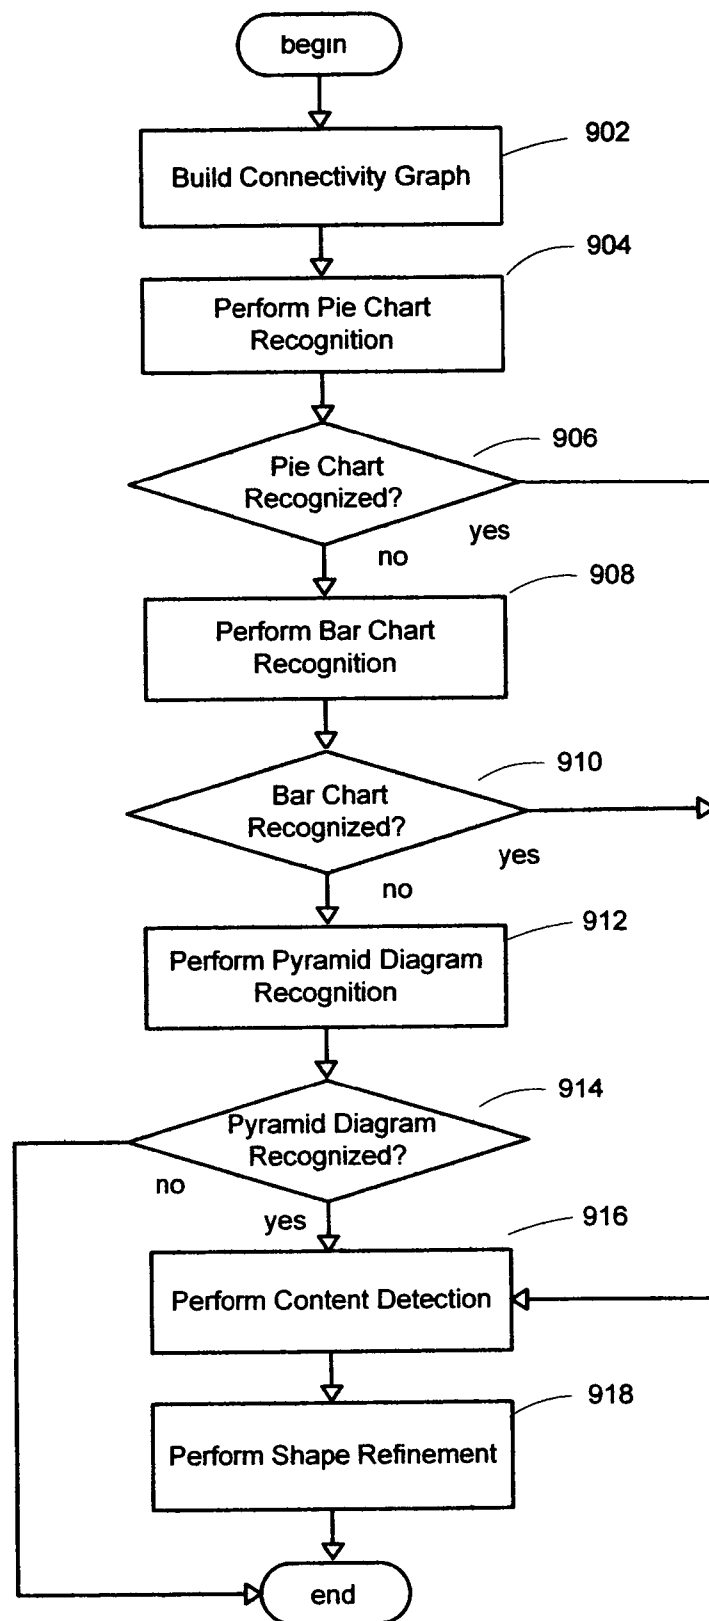 begin
902
Build Connectivity Graph
904
Perform Pie Chart
Recognition
906
Pie Chart
Recognized?
yes
no
908
Perform Bar Chart
Recognition
910
Bar Chart
Recognized?
yes
no
912
Perform Pyramid Diagram
Recognition
914
Pyramid Diagram
Recognized?
no
yes
916
Perform Content Detection
918
Perform Shape Refinement
end